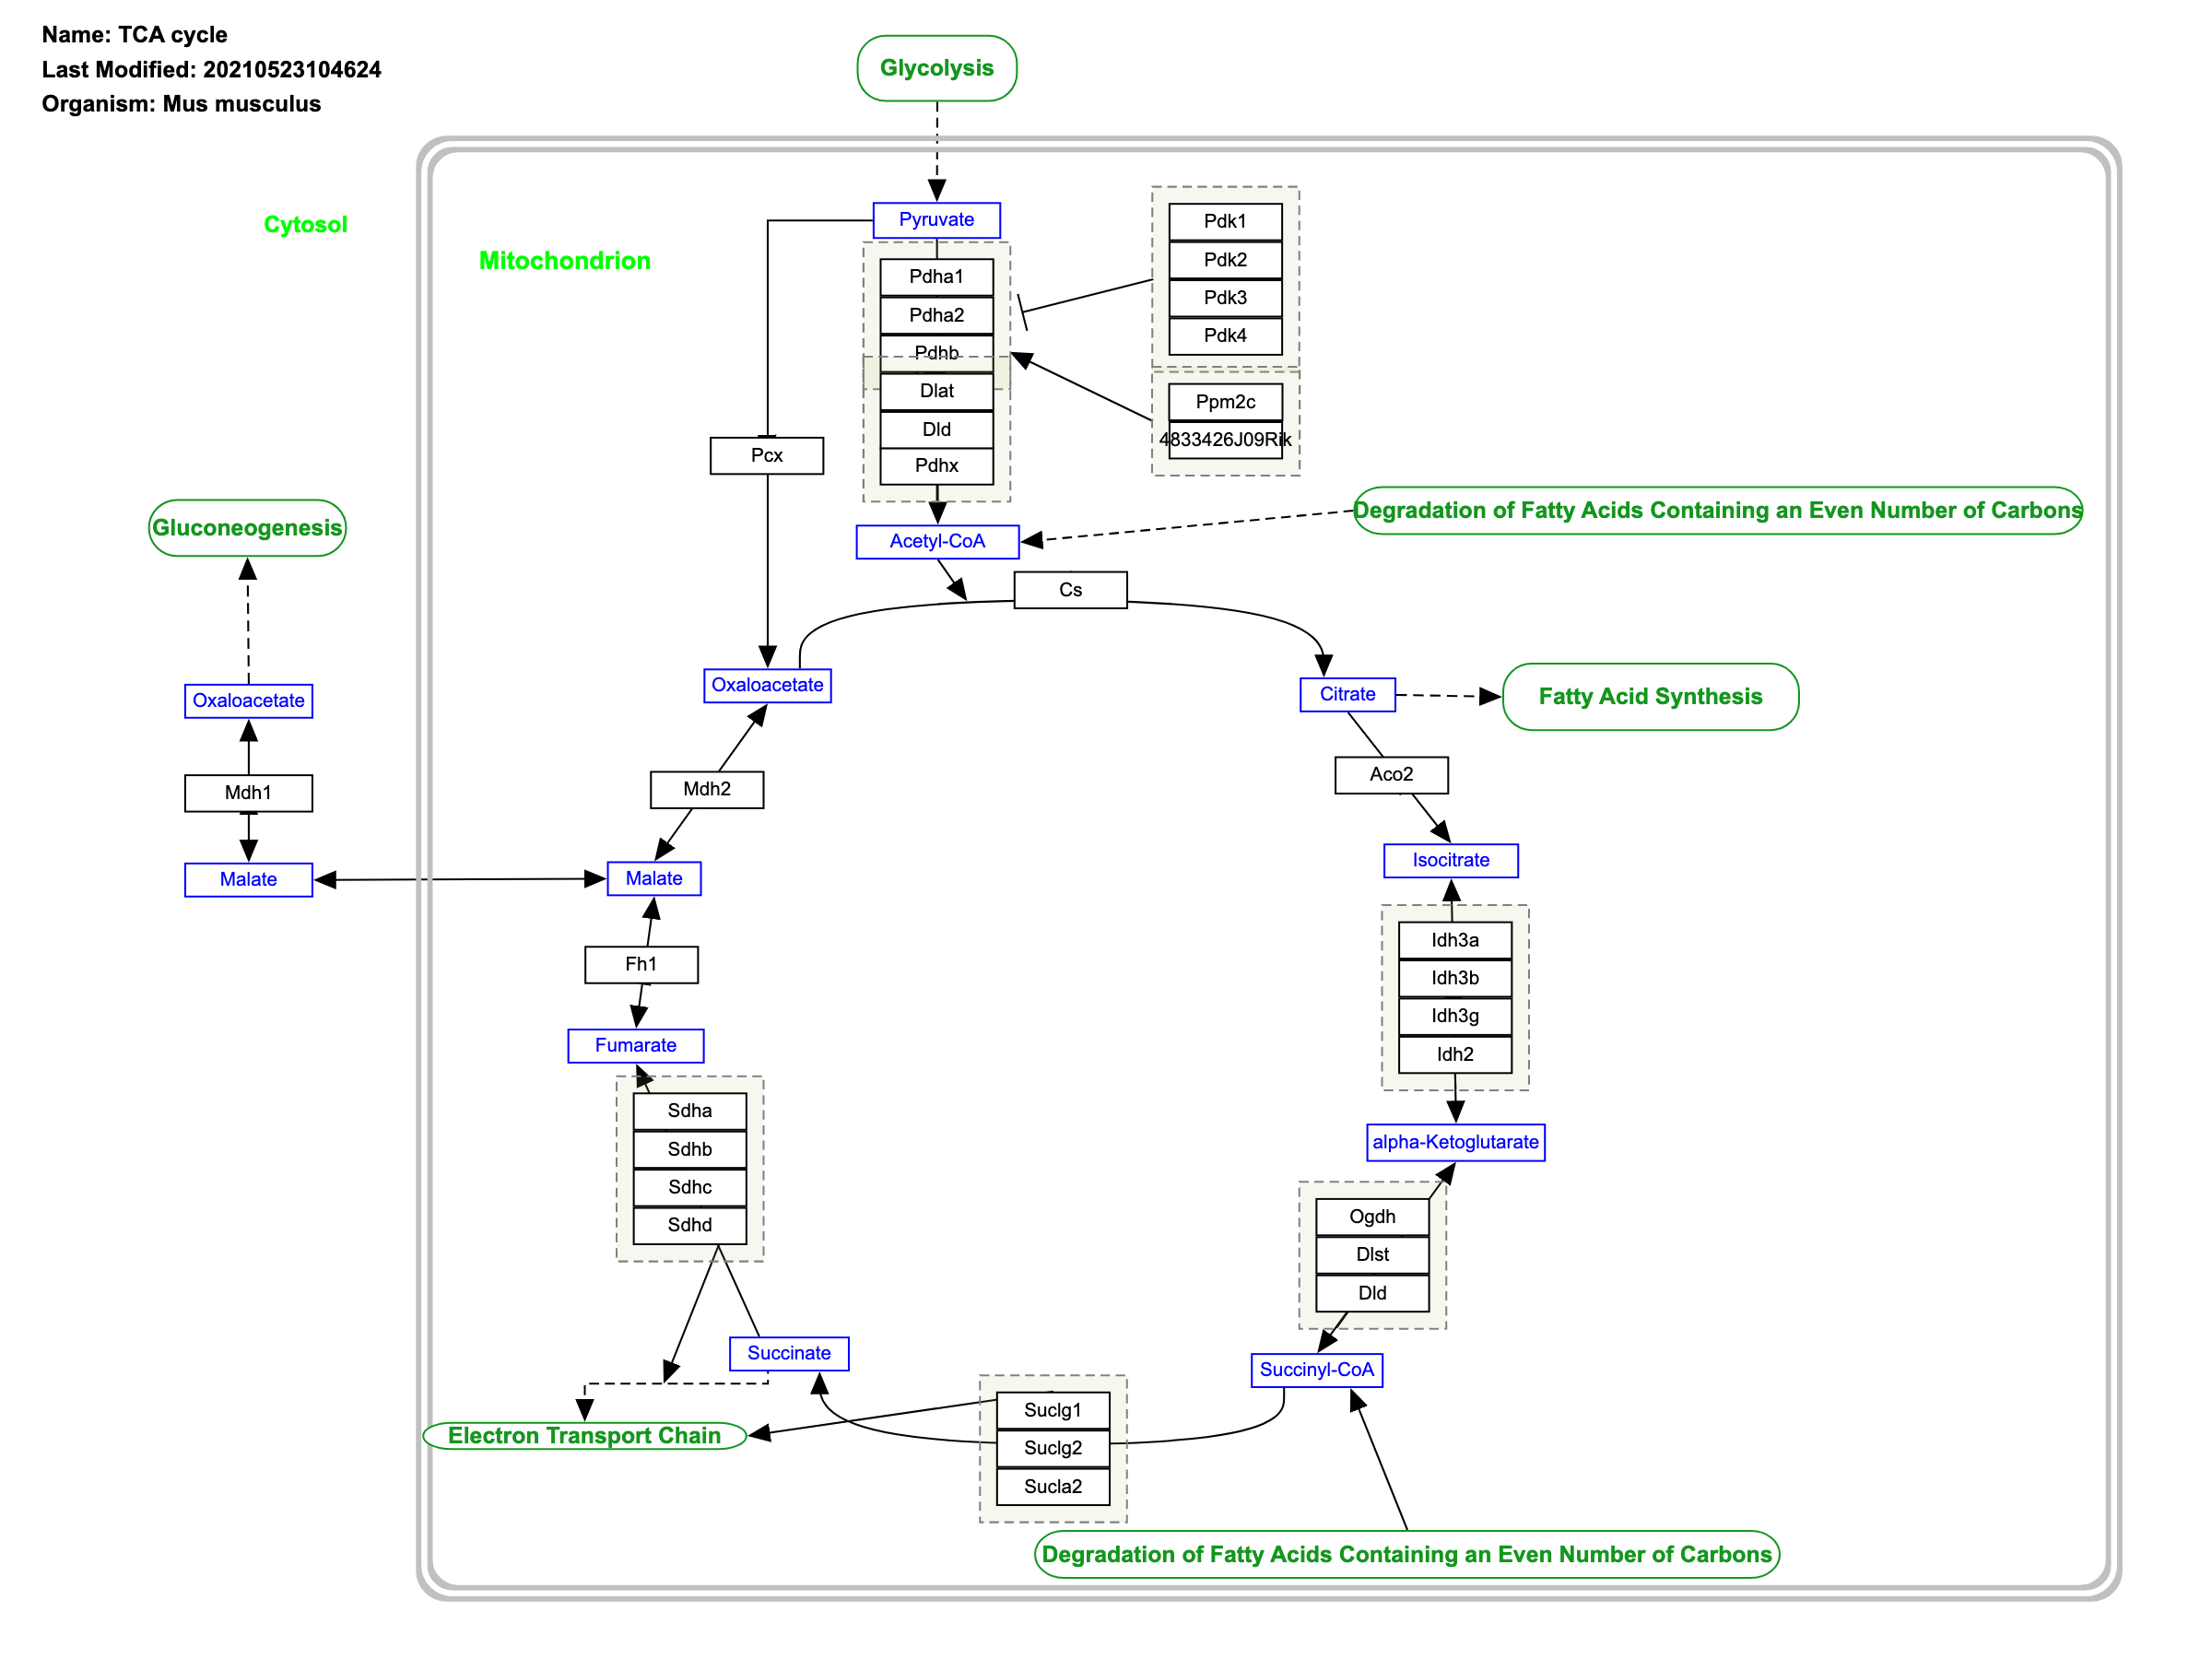 Name: TCA cycle
Last Modified: 20210523104624
Organism: Mus musculus
Glycolysis
Cytosol
Mitochondrion
Pyruvate
Pdha1
Pdha2
Pdhb
Dlat
Dld
Pdhx
Pdk1
Pdk2
Pdk3
Pdk4
Ppm2c
4833426J09Rik
Pcx
Gluconeogenesis
Degradation of Fatty Acids Containing an Even Number of Carbons
Acetyl-CoA
Cs
Oxaloacetate
Oxaloacetate
Citrate
Fatty Acid Synthesis
Mdh1
Mdh2
Aco2
Malate
Malate
Isocitrate
Fh1
Idh3a
Idh3b
Idh3g
Idh2
Fumarate
Sdha
Sdhb
Sdhc
Sdhd
alpha-Ketoglutarate
Ogdh
Dlst
Dld
Succinate
Succinyl-CoA
Electron Transport Chain
Suclg1
Suclg2
Sucla2
Degradation of Fatty Acids Containing an Even Number of Carbons